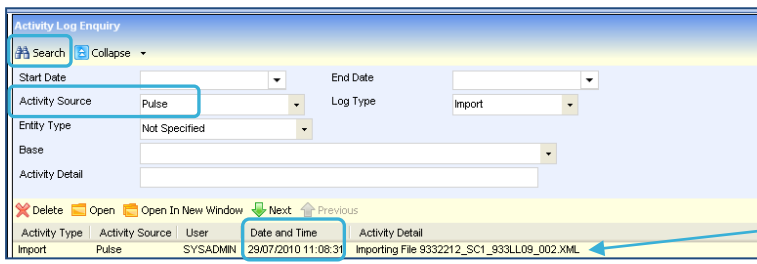 Activity Log Enquiry
Search Collapse
Start Date End Date
Activity Source Pulse Log Type Import
Entity Type Not Specified
Base
Activity Detail
Delete Open Open In New Window Next Previous
Activity Type Activity Source User Date and Time Activity Detail
Import Pulse SYSADMIN 29/07/2010 11:08:31 Importing File 9332212_SC1_933LL09_002.XML